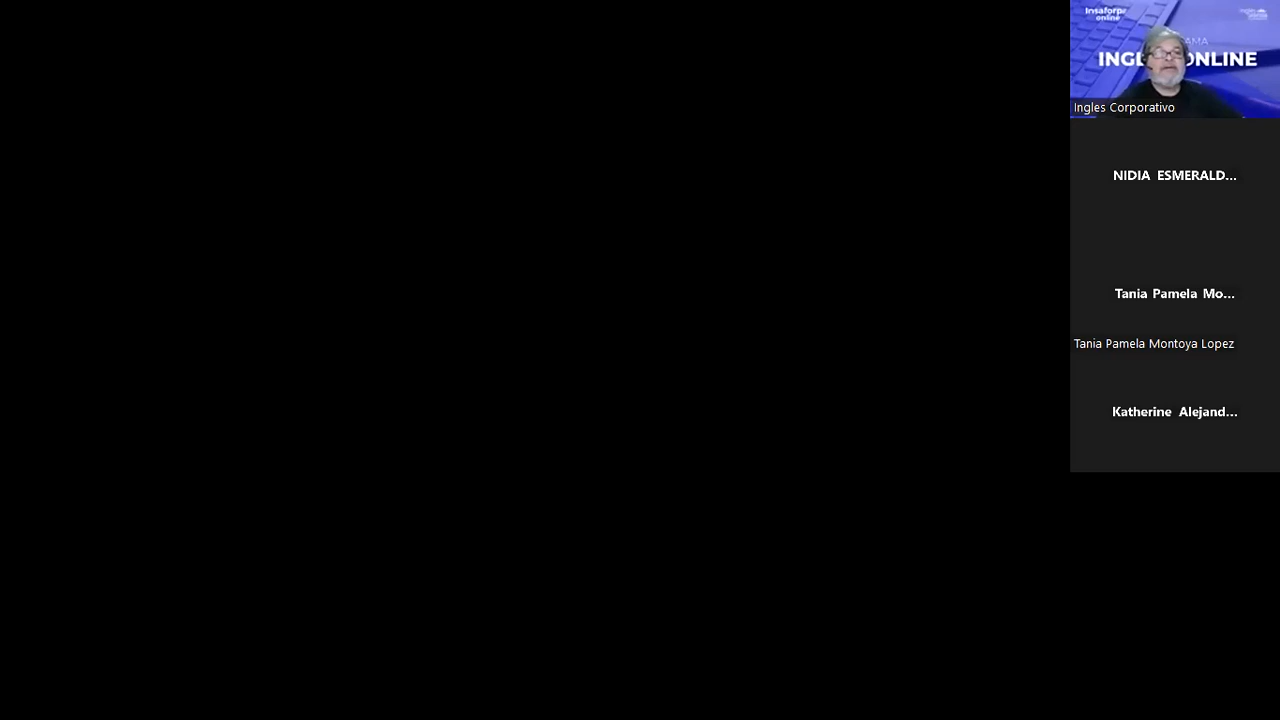 Insaforp
online
INGL ONLINE
Ingles Corporativo
NIDIA ESMERALD...
Tania Pamela Mo...
Tania Pamela Montoya Lopez
Katherine Alejand...